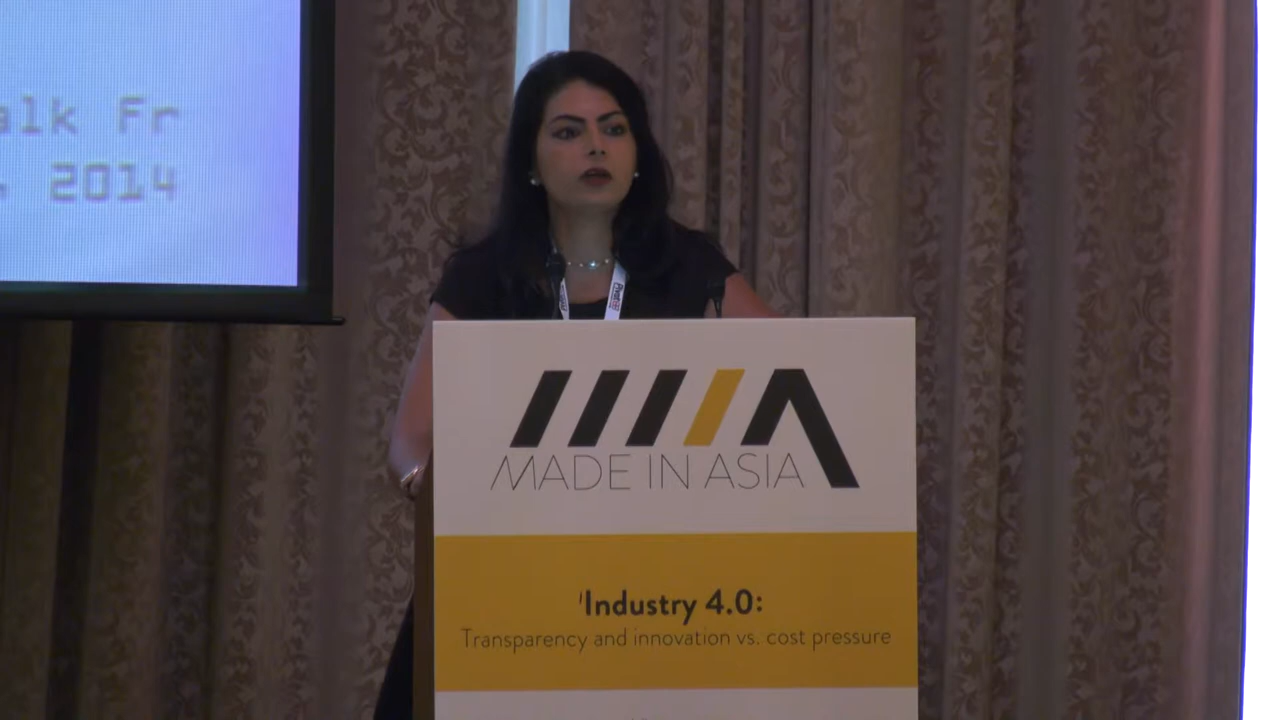 alk Fr
, 2014
MADE IN ASIA
'Industry 4.0:
Transparency and innovation vs. cost pressure